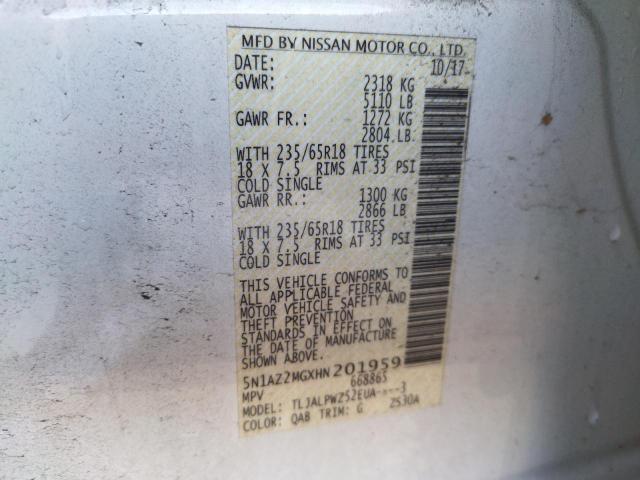 MFD BY NISSAN MOTOR CO., LTD.
DATE: 10/17
GVWR: 2318 KG
5110 LB
GAWR FR.: 1272 KG
2804 LB
WITH 235/65R18 TIRES
18 X 7.5 RIMS AT 33 PSI
COLD SINGLE
GAWR RR.: 1300 KG
2866 LB
WITH 235/65R18 TIRES
18 X 7.5 RIMS AT 33 PSI
COLD SINGLE
THIS VEHICLE CONFORMS TO
ALL APPLICABLE FEDERAL
MOTOR VEHICLE SAFETY AND
THEFT PREVENTION
STANDARDS IN EFFECT ON
THE DATE OF MANUFACTURE
SHOWN ABOVE.
5N1AZ2MGXHN201959
MPV 668865
MODEL: TLJALPWZ52EUA----3
COLOR: QAB TRIM: G Z530A